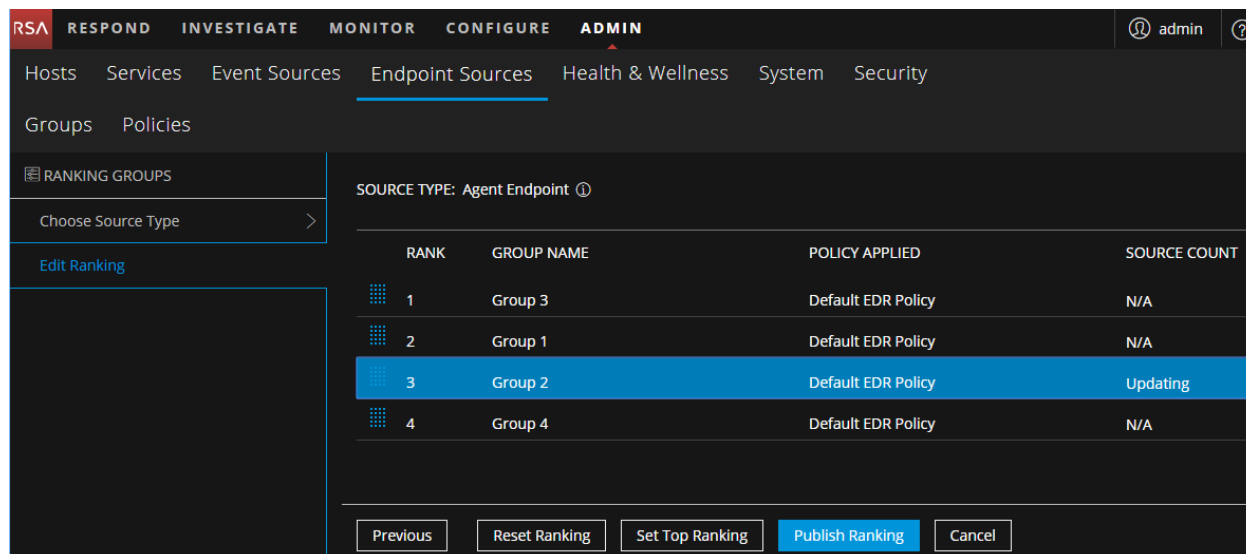 RSA RESPOND INVESTIGATE MONITOR CONFIGURE ADMIN admin ?
Hosts Services Event Sources Endpoint Sources Health & Wellness System Security
Groups Policies
RANKING GROUPS
Choose Source Type
Edit Ranking
SOURCE TYPE: Agent Endpoint
RANK GROUP NAME POLICY APPLIED SOURCE COUNT
1 Group 3 Default EDR Policy N/A
2 Group 1 Default EDR Policy N/A
3 Group 2 Default EDR Policy Updating
4 Group 4 Default EDR Policy N/A
Previous Reset Ranking Set Top Ranking Publish Ranking Cancel